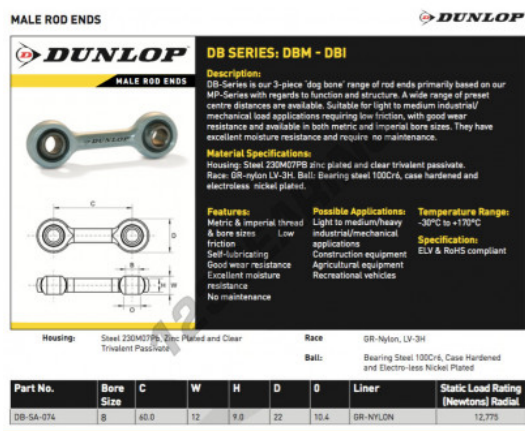 MALE ROD ENDS
DUNLOP
DUNLOP
MALE ROD ENDS
DB SERIES: DBM - DBI
Description:
DB-Series is our 3-piece 'dog bone' range of rod ends primarily based on our
MP-Series with regards to function and structure. A wide range of preset
centre distances are available. Suitable for light to medium industrial/
mechanical load applications requiring low friction, with good wear
resistance and available in both metric and imperial bore sizes. They have
excellent moisture resistance and require no maintenance.
Material Specifications:
Housing: Steel 230M07PB zinc plated and clear trivalent passivate.
Race: GR-nylon LV-3H. Ball: Bearing steel 100Cr6, case hardened and
electroless nickel plated.
Features:
Metric & imperial thread
& bore sizes Low
friction
Self-lubricating
Good wear resistance
Excellent moisture
resistance
No maintenance
Possible Applications:
Light to medium/heavy
industrial/mechanical
applications
Construction equipment
Agricultural equipment
Recreational vehicles
Temperature Range:
-30°C to +170°C
Specification:
ELV & RoHS compliant
C
D
B
H
W
O
Housing: Steel 230M07Pb, Zinc Plated and Clear
Trivalent Passivate
Race GR-Nylon, LV-3H
Ball: Bearing Steel 100Cr6, Case Hardened
and Electro-less Nickel Plated
Part No. Bore Size C W H D 0 Liner Static Load Rating (Newtons) Radial
DB-SA-074 8 60.0 12 9.0 22 10.4 GR-NYLON 12,775